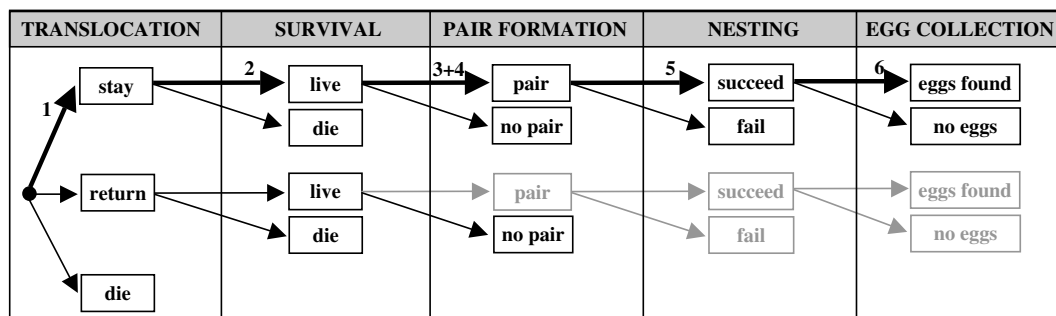 TRANSLOCATION SURVIVAL PAIR FORMATION NESTING EGG COLLECTION
1 stay 2 live 3+4 pair 5 succeed 6 eggs found
die no pair fail no eggs
return live pair succeed eggs found
die no pair fail no eggs
die